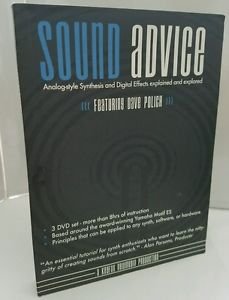 SOUND ADVICE
Analog-style Synthesis and Digital Effects explained and explored
<<< Featuring Dave Polich >>>
• 3 DVD set - more than 8hrs of instruction
• Based around the award-winning Yamaha Motif ES
• Principles that can be applied to any synth, software, or hardware.
"An essential tutorial for synth enthusiasts who want to learn the nitty-
gritty of creating sounds from scratch." - Alan Parsons, Producer
A Keyfax NewMedia Production